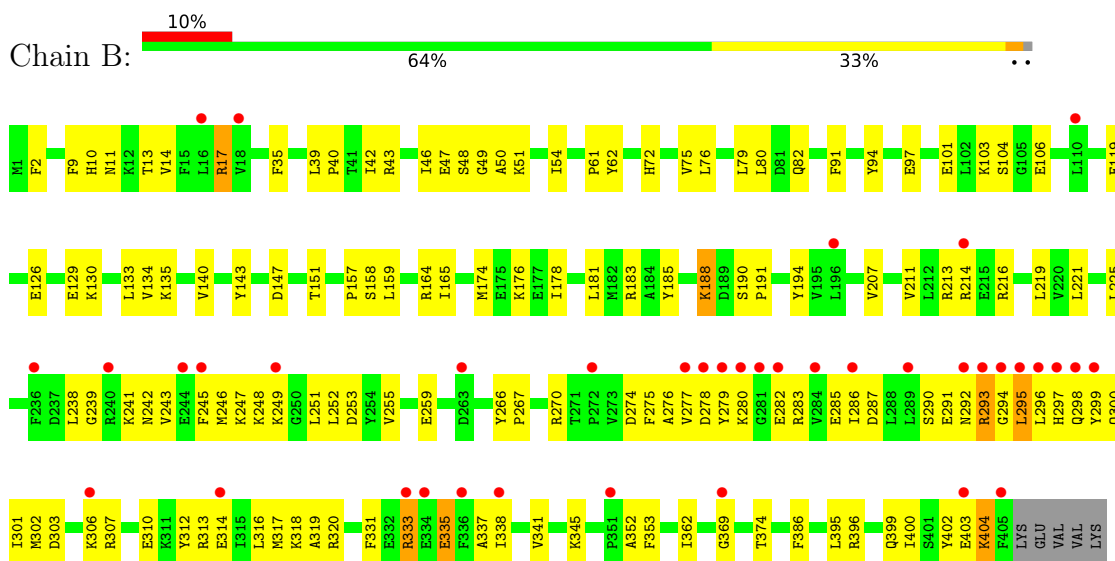 10%
Chain B:
64% 33% • •
M1 F2 F9 H10 N11 K12 T13 V14 F15 L16 R17 V18 F35 L39 P40 T41 I42 R43 I46 E47 S48 G49 A50 K51 I54 P61 Y62 H72 V75 L76 L79 L80 D81 Q82 F91 Y94 E97 E101 L102 K103 S104 G105 E106 L110
E126 E129 K130 L133 V134 K135 V140 Y143 D147 T151 P157 S158 L159 R164 I165 M174 E175 K176 E177 I178 L181 M182 R183 A184 Y185 K188 D189 S190 P191 Y194 V195 L196 V207 V211 L212 R213 R214 E215 R216 L219 V220 L221
F236 D237 L238 G239 R240 K241 N242 V243 E244 F245 M246 K247 K248 K249 G250 L251 L252 D253 Y254 V255 E259 D263 Y266 P267 R270 T271 P272 V273 D274 F275 A276 V277 D278 Y279 K280 G281 E282 R283 V284 E285 I286 D287 L288 L289 S290 E291 N292 R293 G294 L295 L296 H297 Q298 Y299
I301 M302 D303 K306 R307 E310 K311 Y312 R313 E314 I315 L316 M317 K318 A319 R320 F331 E332 R333 E334 E335 F336 A337 I338 V341 K345 P351 A352 F353 I362 G369 T374 F386 L395 R396 Q399 I400 S401 Y402 E403 K404 F405 LYS GLU VAL VAL LYS